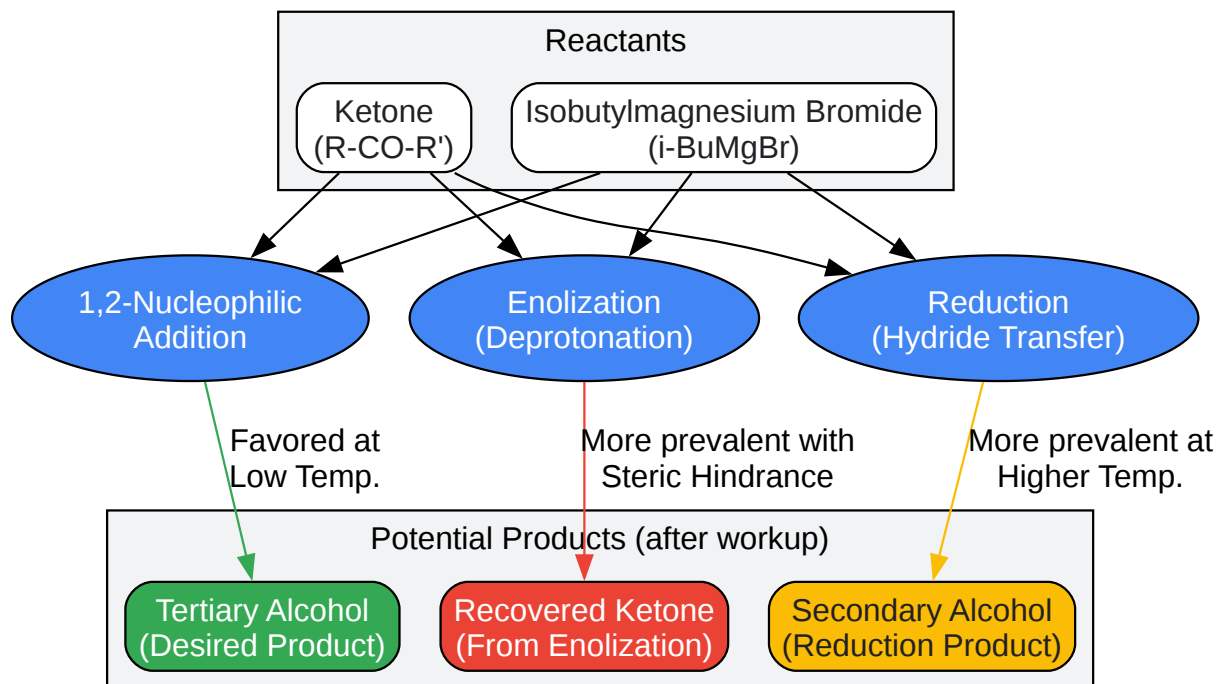 Reactants
Ketone
(R-CO-R')
Isobutylmagnesium Bromide
(i-BuMgBr)
1,2-Nucleophilic
Addition
Enolization
(Deprotonation)
Reduction
(Hydride Transfer)
Favored at
Low Temp.
More prevalent with
Steric Hindrance
More prevalent at
Higher Temp.
Potential Products (after workup)
Tertiary Alcohol
(Desired Product)
Recovered Ketone
(From Enolization)
Secondary Alcohol
(Reduction Product)